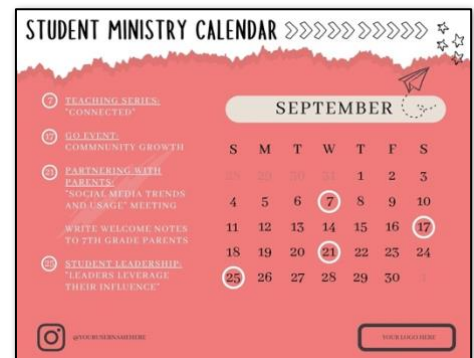 STUDENT MINISTRY CALENDAR
7 TEACHING SERIES:
"CONNECTED"
17 GO EVENT:
COMMNUNITY GROWTH
21 PARTNERING WITH
PARENTS:
"SOCIAL MEDIA TRENDS
AND USAGE" MEETING
WRITE WELCOME NOTES
TO 7TH GRADE PARENTS
25 STUDENT LEADERSHIP:
"LEADERS LEVERAGE
THEIR INFLUENCE"
SEPTEMBER
S M T W T F S
28 29 30 31 1 2 3
4 5 6 7 8 9 10
11 12 13 14 15 16 17
18 19 20 21 22 23 24
25 26 27 28 29 30 1
@YOURUSERNAMEHERE
YOUR LOGO HERE